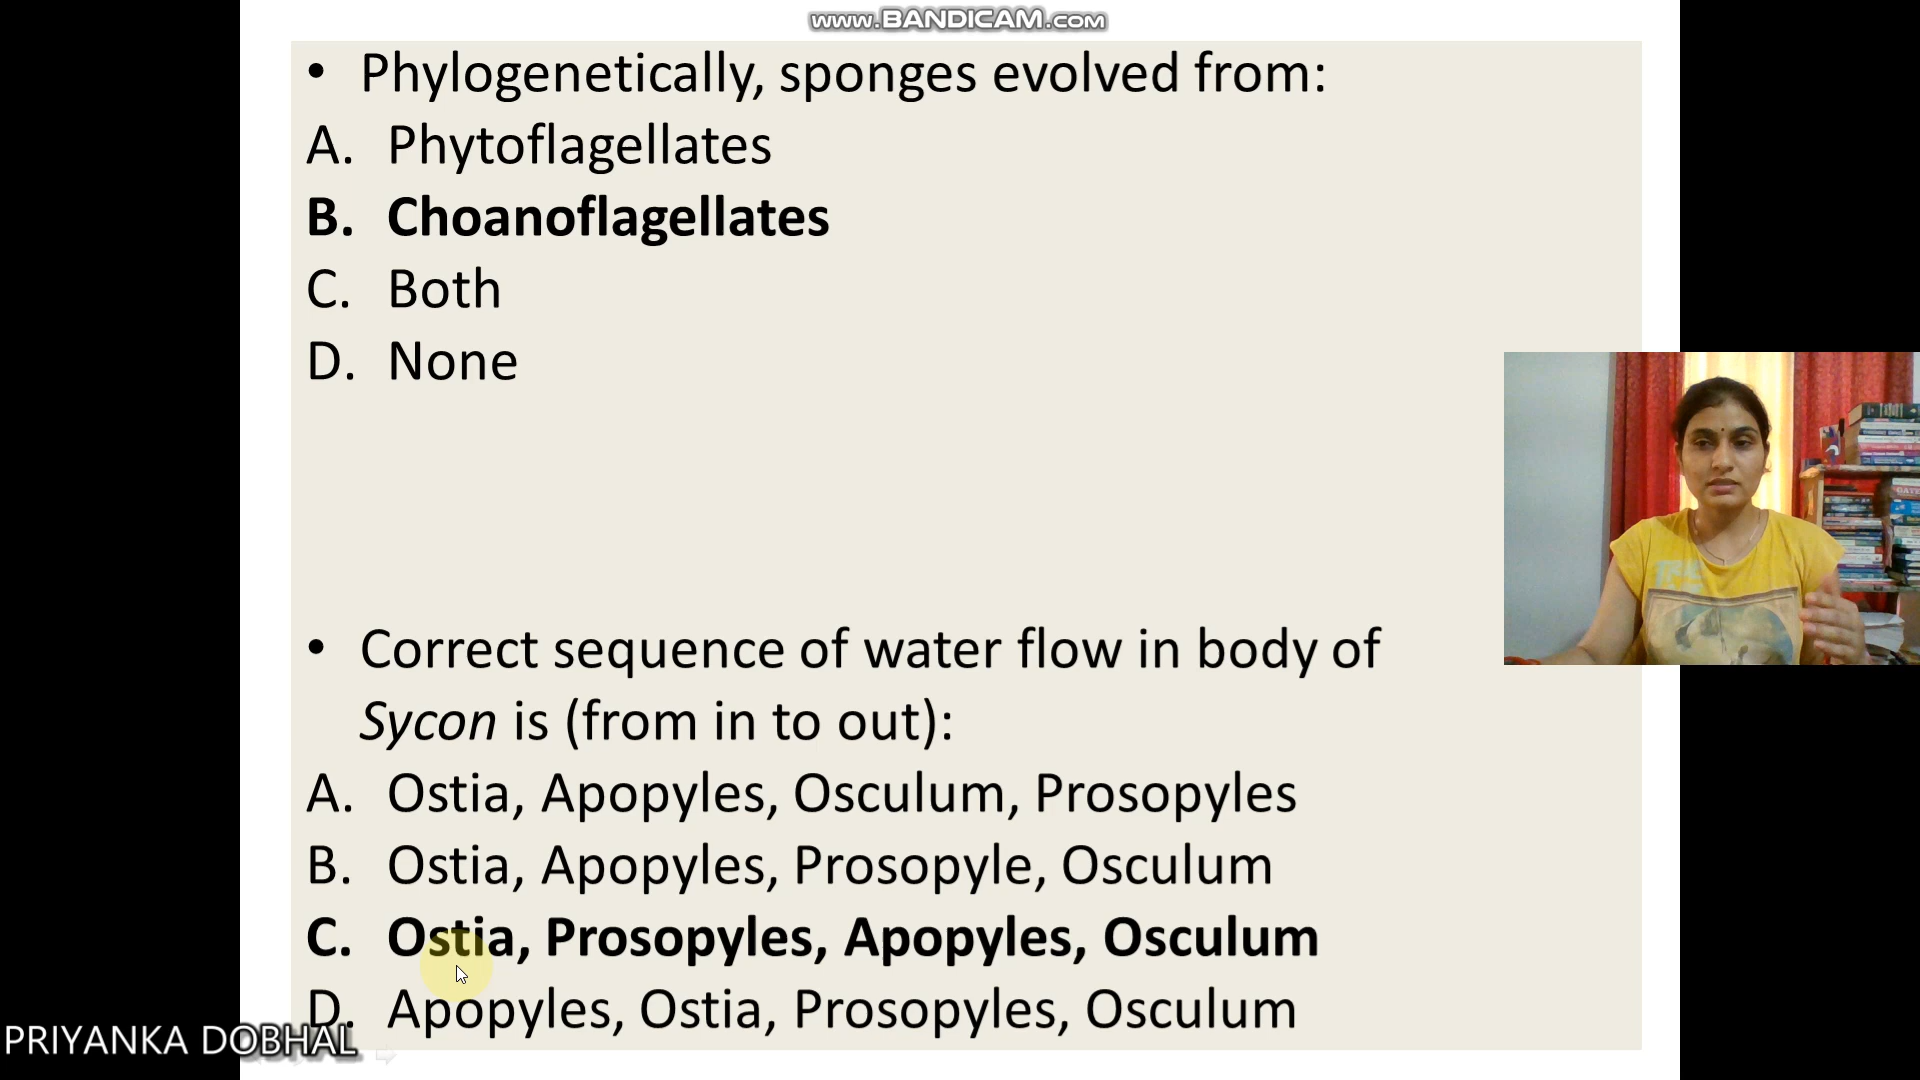 www.BANDICAM.com
• Phylogenetically, sponges evolved from:
A. Phytoflagellates
B. Choanoflagellates
C. Both
D. None
• Correct sequence of water flow in body of
Sycon is (from in to out):
A. Ostia, Apopyles, Osculum, Prosopyles
B. Ostia, Apopyles, Prosopyle, Osculum
C. Ostia, Prosopyles, Apopyles, Osculum
D. Apopyles, Ostia, Prosopyles, Osculum
PRIYANKA DOBHAL
GATE